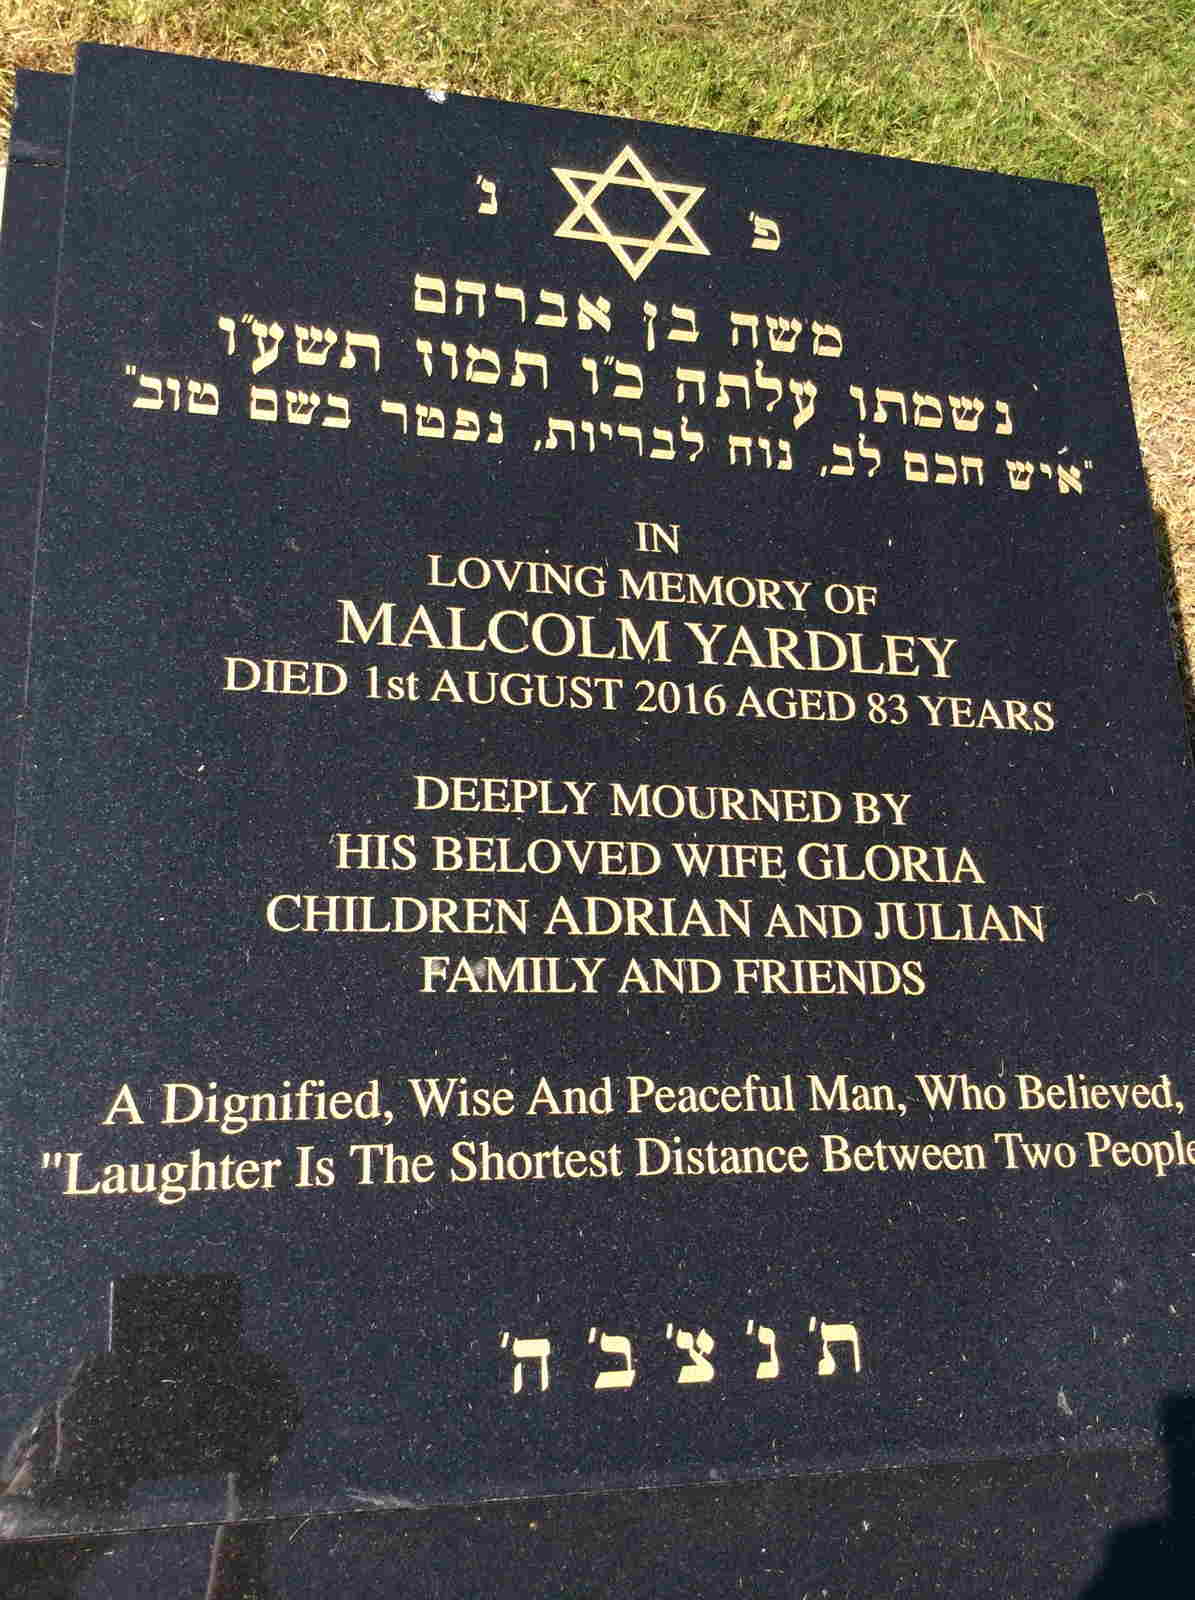 פ' נ'
משה בן אברהם
נשמתו עלתה כ"ו תמוז תשע"ו
"איש חכם לב, נוח לבריות, נפטר בשם טוב"
IN
LOVING MEMORY OF
MALCOLM YARDLEY
DIED 1st AUGUST 2016 AGED 83 YEARS
DEEPLY MOURNED BY
HIS BELOVED WIFE GLORIA
CHILDREN ADRIAN AND JULIAN
FAMILY AND FRIENDS
A Dignified, Wise And Peaceful Man, Who Believed,
"Laughter Is The Shortest Distance Between Two People
ת' נ' צ' ב' ה'